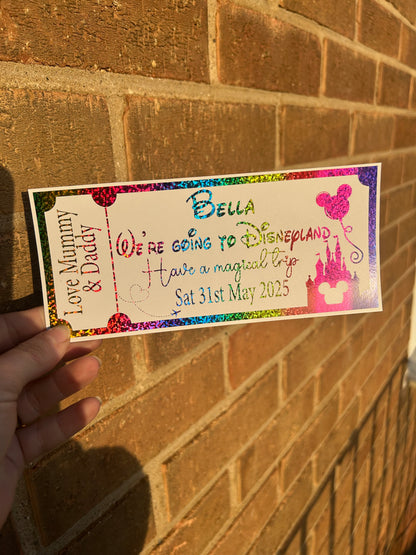 Love Mummy
& Daddy
Bella
We're going to Disneyland
Have a magical trip
Sat 31st May 2025